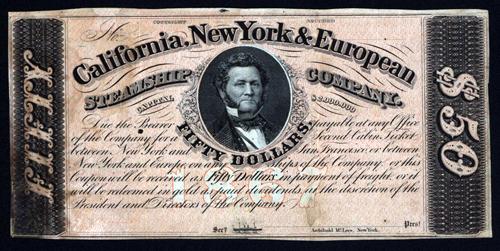 COPYRIGHT SECURED
No.
California, New York & European
STEAMSHIP COMPANY.
CAPITAL $2.000.000
FIFTY
$50
FIFTY DOLLARS
Due the Bearer payable at any Office
of the Company for a Second Cabin Ticket
between New York and San Francisco or between
New York and Europe, on any Ships of the Company or this
Coupon will be received as Fifty Dollars in payment of freight, or it
will be redeemed in gold as paid dividends, at the discretion of the
President and Directors of the Company.
Secy Prest
Archibald McLees, New York.